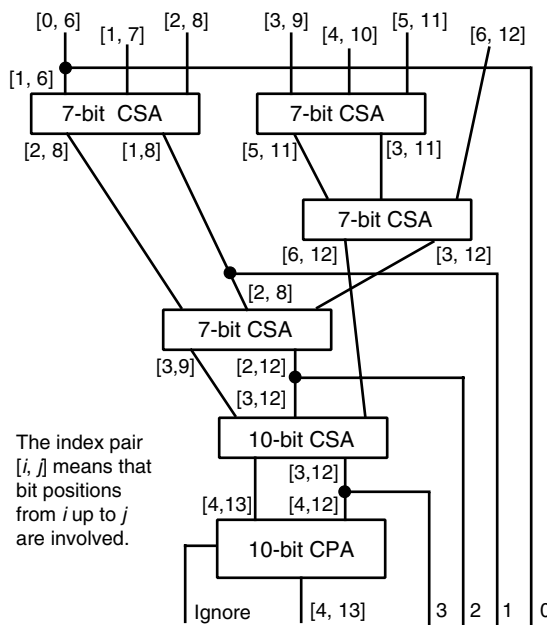 [0, 6]
[1, 7]
[2, 8]
[3, 9]
[4, 10]
[5, 11]
[6, 12]
[1, 6]
7-bit CSA
7-bit CSA
[2, 8]
[1,8]
[5, 11]
[3, 11]
7-bit CSA
[6, 12]
[3, 12]
[2, 8]
7-bit CSA
[3,9]
[2,12]
[3,12]
10-bit CSA
The index pair
[i, j] means that
bit positions
from i up to j
are involved.
[3,12]
[4,13]
[4,12]
10-bit CPA
Ignore
[4, 13]
3
2
1
0